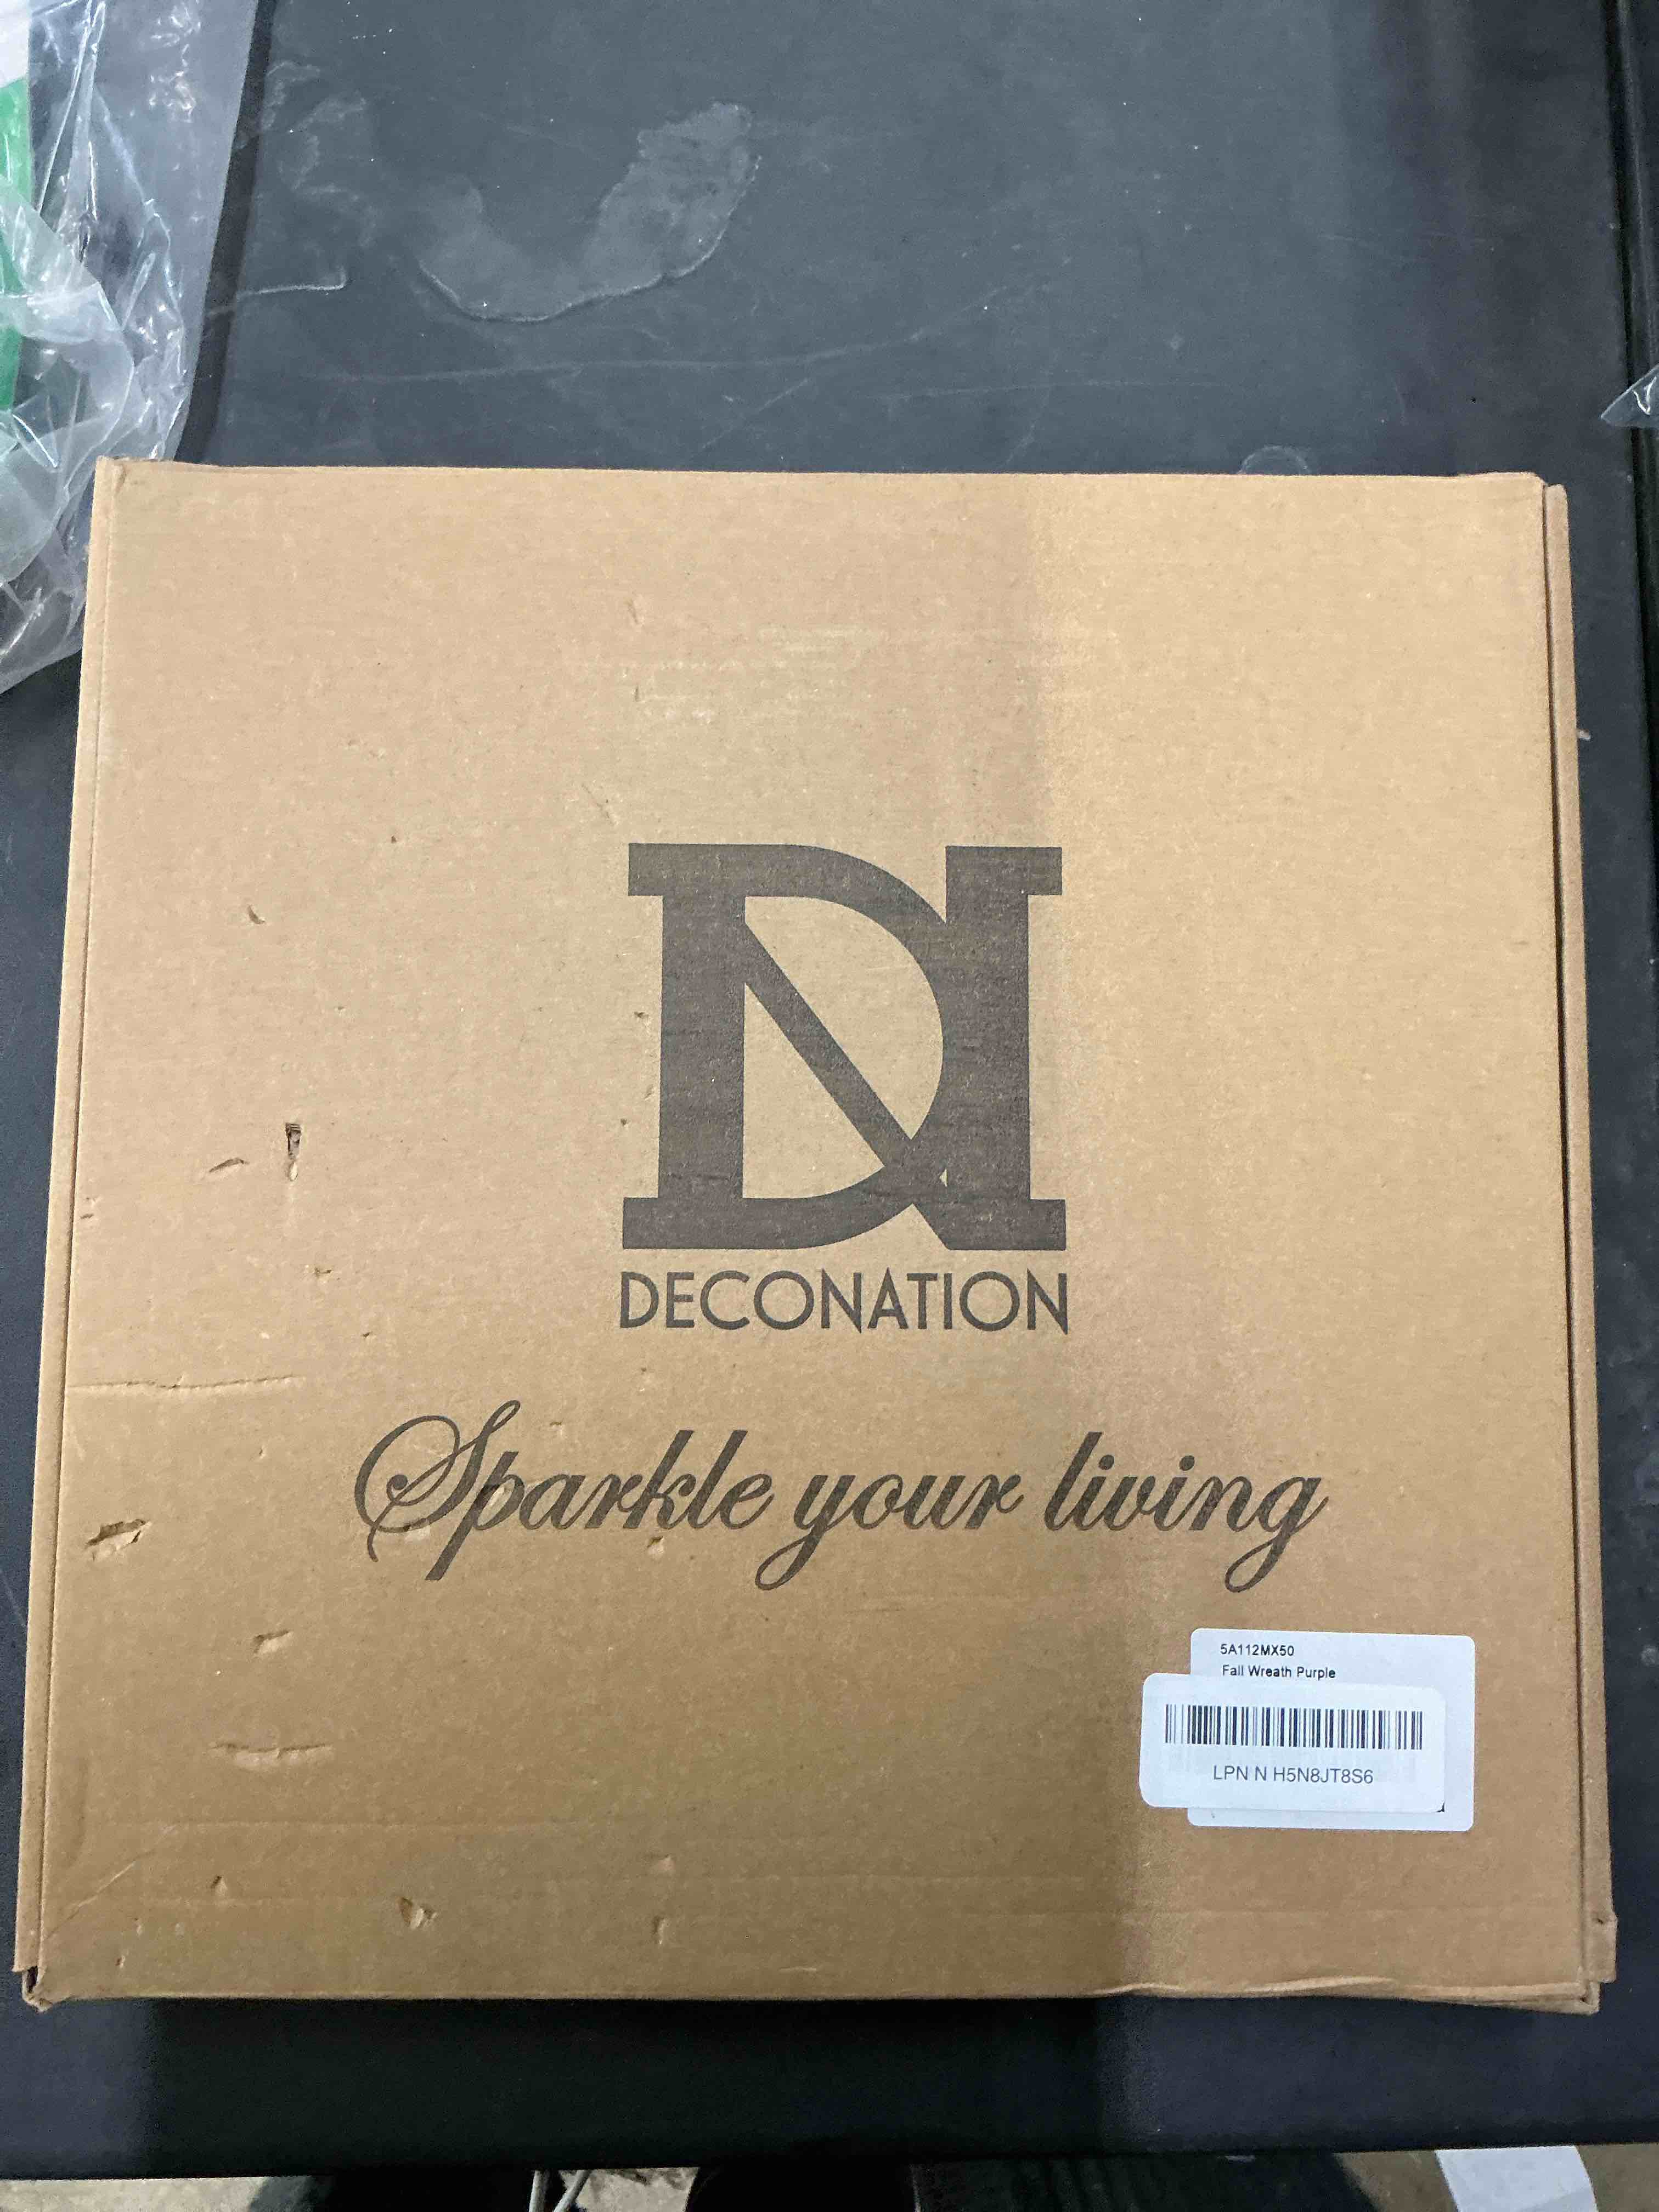 DN
DECONATION
Sparkle your living
5A112MX50
Fall Wreath Purple
LPN N H5N8JT8S6